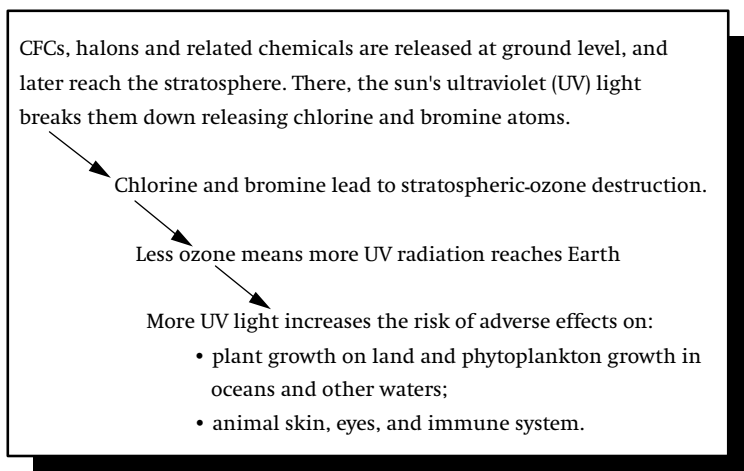 CFCs, halons and related chemicals are released at ground level, and
later reach the stratosphere. There, the sun's ultraviolet (UV) light
breaks them down releasing chlorine and bromine atoms.
Chlorine and bromine lead to stratospheric-ozone destruction.
Less ozone means more UV radiation reaches Earth
More UV light increases the risk of adverse effects on:
• plant growth on land and phytoplankton growth in
oceans and other waters;
• animal skin, eyes, and immune system.